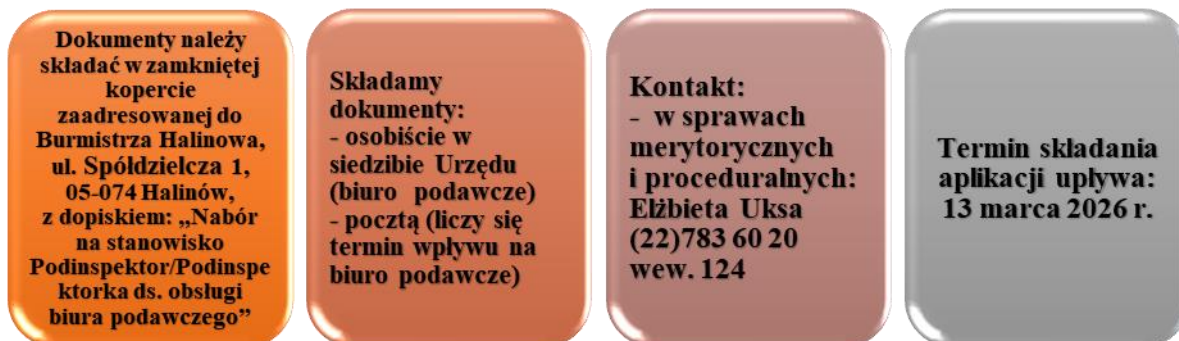 Dokumenty należy
składać w zamkniętej
kopercie
zaadresowanej do
Burmistrza Halinowa,
ul. Spółdzielcza 1,
05-074 Halinów,
z dopiskiem: „Nabór
na stanowisko
Podinspektor/Podinspe
ktorka ds. obsługi
biura podawczego”
Składamy
dokumenty:
- osobiście w
siedzibie Urzędu
(biuro podawcze)
- pocztą (liczy się
termin wpływu na
biuro podawcze)
Kontakt:
- w sprawach
merytorycznych
i proceduralnych:
Elżbieta Uksa
(22)783 60 20
wew. 124
Termin składania
aplikacji upływa:
13 marca 2026 r.